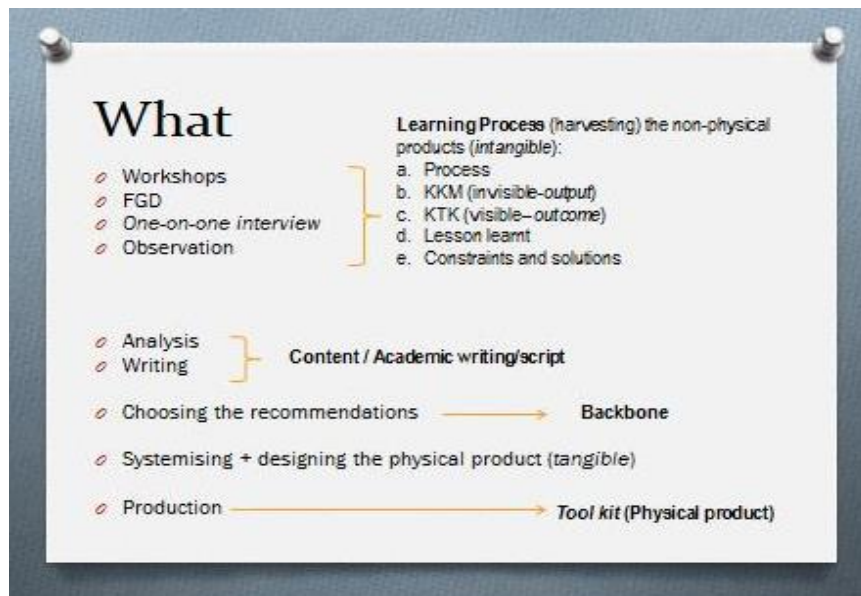 What
Workshops
FGD
One-on-one interview
Observation
Learning Process (harvesting) the non-physical
products (intangible):
a. Process
b. KKM (invisible-output)
c. KTK (visible–outcome)
d. Lesson learnt
e. Constraints and solutions
Analysis
Writing
Content / Academic writing/script
Choosing the recommendations
Backbone
Systemising + designing the physical product (tangible)
Production
Tool kit (Physical product)